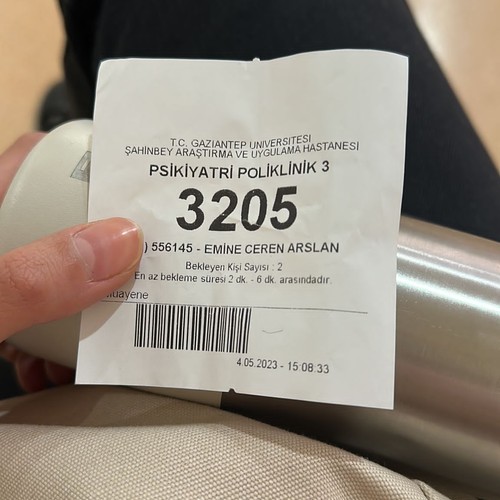 T.C. GAZİANTEP ÜNİVERSİTESİ
ŞAHİNBEY ARAŞTIRMA VE UYGULAMA HASTANESİ
PSİKİYATRİ POLİKLİNİK 3
3205
) 556145 - EMİNE CEREN ARSLAN
Bekleyen Kişi Sayısı : 2
En az bekleme süresi 2 dk. - 6 dk. arasındadır.
Muayene
4.05.2023 - 15:08:33